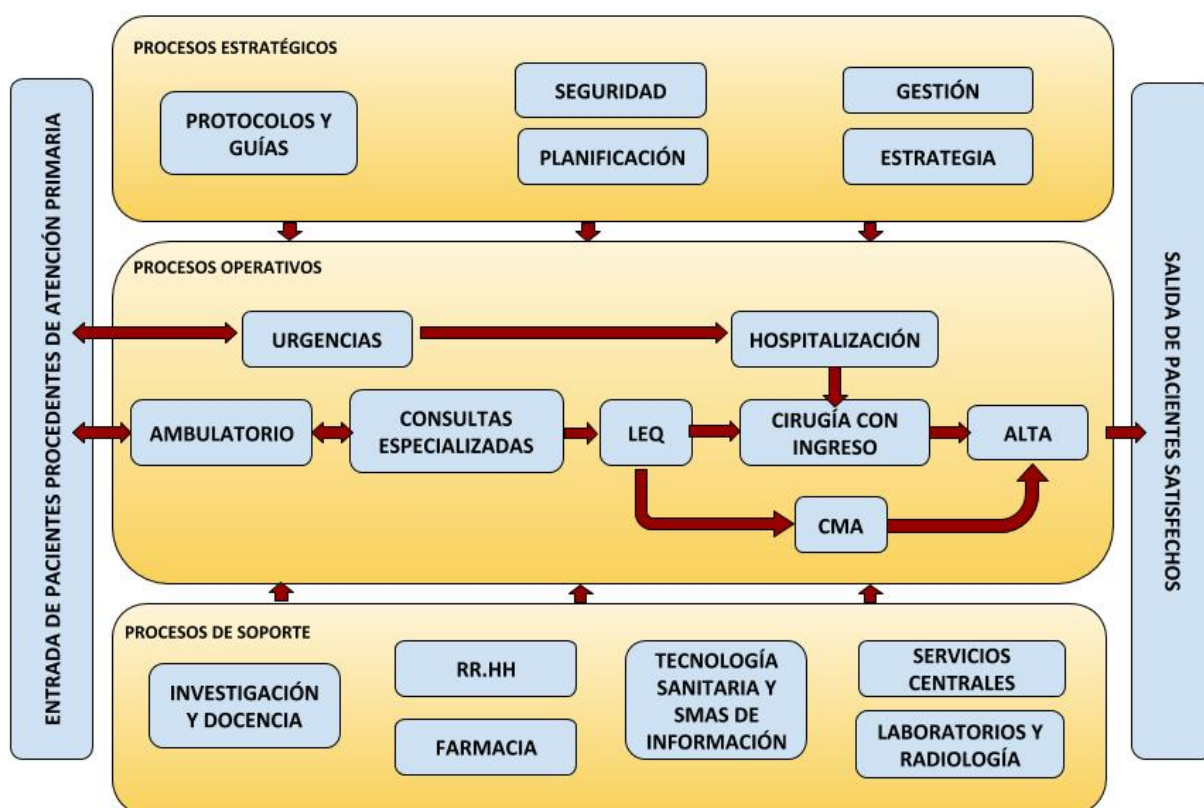 PROCESOS ESTRATÉGICOS
PROTOCOLOS Y
GUÍAS
SEGURIDAD
PLANIFICACIÓN
GESTIÓN
ESTRATEGIA
ENTRADA DE PACIENTES PROCEDENTES DE ATENCIÓN PRIMARIA
PROCESOS OPERATIVOS
URGENCIAS
HOSPITALIZACIÓN
AMBULATORIO
CONSULTAS
ESPECIALIZADAS
LEQ
CIRUGÍA CON
INGRESO
ALTA
CMA
SALIDA DE PACIENTES SATISFECHOS
PROCESOS DE SOPORTE
INVESTIGACIÓN
Y DOCENCIA
RR.HH
FARMACIA
TECNOLOGÍA
SANITARIA Y
SMAS DE
INFORMACIÓN
SERVICIOS
CENTRALES
LABORATORIOS Y
RADIOLOGÍA